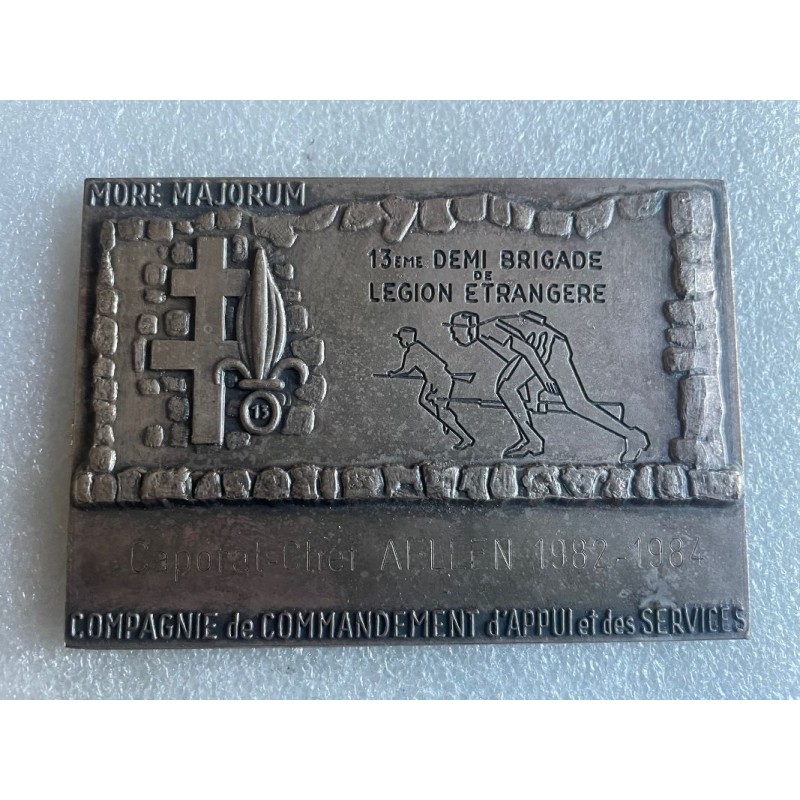 MORE MAJORUM
13EME DEMI BRIGADE
DE
LEGION ETRANGERE
13
Caporal-Chef AELLEN 1982-1984
COMPAGNIE de COMMANDEMENT d'APPUI et des SERVICES